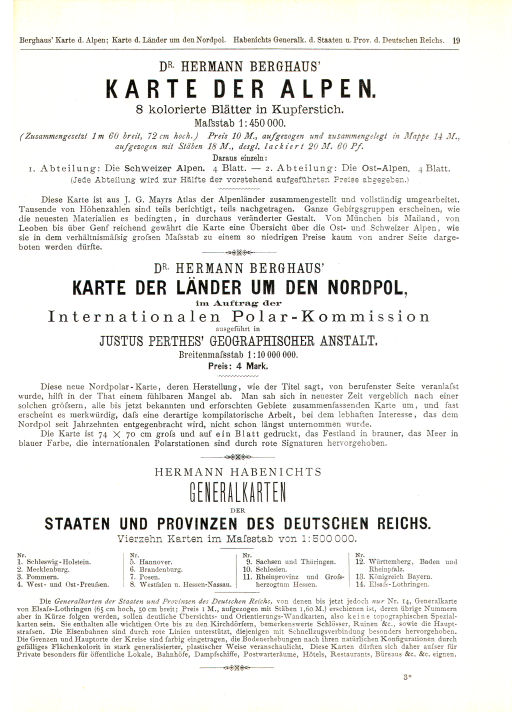 Berghaus' Karte d. Alpen; Karte d. Länder um den Nordpol. Habenichts Generalk. d. Staaten u. Prov. d. Deutschen Reichs. 19
DR. HERMANN BERGHAUS'
KARTE DER ALPEN.
8 kolorierte Blätter in Kupferstich.
Maſsstab 1:450 000.
(Zusammengesetzt 1 m 60 breit, 72 cm hoch.) Preis 10 M., aufgezogen und zusammengelegt in Mappe 14 M.,
aufgezogen mit Stäben 18 M., desgl. lackiert 20 M. 60 Pf.
Daraus einzeln:
1. Abteilung: Die Schweizer Alpen. 4 Blatt. — 2. Abteilung: Die Ost-Alpen, 4 Blatt.
(Jede Abteilung wird zur Hälfte der vorstehend aufgeführten Preise abgegeben.)
Diese Karte ist aus J. G. Mayrs Atlas der Alpenländer zusammengestellt und vollständig umgearbeitet.
Tausende von Höhenzahlen sind teils berichtigt, teils nachgetragen. Ganze Gebirgsgruppen erscheinen, wie
die neuesten Materialien es bedingten, in durchaus veränderter Gestalt. Von München bis Mailand, von
Leoben bis über Genf reichend gewährt die Karte eine Übersicht über die Ost- und Schweizer Alpen, wie
sie in dem verhältnismäſsig groſsen Maſsstab zu einem so niedrigen Preise kaum von andrer Seite darge-
boten werden dürfte.
DR. HERMANN BERGHAUS'
KARTE DER LÄNDER UM DEN NORDPOL,
im Auftrag der
Internationalen Polar-Kommission
ausgeführt in
JUSTUS PERTHES' GEOGRAPHISCHER ANSTALT.
Breitenmaſsstab 1:10 000 000.
Preis: 4 Mark.
Diese neue Nordpolar-Karte, deren Herstellung, wie der Titel sagt, von berufenster Seite veranlaſst
wurde, hilft in der That einem fühlbaren Mangel ab. Man sah sich in neuester Zeit vergeblich nach einer
solchen gröſsern, alle bis jetzt bekannten und erforschten Gebiete zusammenfassenden Karte um, und fast
erscheint es merkwürdig, daſs eine derartige kompilatorische Arbeit, bei dem lebhaften Interesse, das dem
Nordpol seit Jahrzehnten entgegenbracht wird, nicht schon längst unternommen wurde.
Die Karte ist 74 × 70 cm groſs und auf ein Blatt gedruckt, das Festland in brauner, das Meer in
blauer Farbe, die internationalen Polarstationen sind durch rote Signaturen hervorgehoben.
HERMANN HABENICHTS
GENERALKARTEN
DER
STAATEN UND PROVINZEN DES DEUTSCHEN REICHS.
Vierzehn Karten im Maſsstab von 1:500 000.
Nr.
1. Schleswig-Holstein.
2. Mecklenburg.
3. Pommern.
4. West- und Ost-Preuſsen.
Nr.
5. Hannover.
6. Brandenburg.
7. Posen.
8. Westfalen u. Hessen-Nassau.
Nr.
9. Sachsen und Thüringen.
10. Schlesien.
11. Rheinprovinz und Groſs-
herzogtum Hessen.
Nr.
12. Württemberg, Baden und
Rheinpfalz.
13. Königreich Bayern.
14. Elsaſs-Lothringen.
Die Generalkarten der Staaten und Provinzen des Deutschen Reichs, von denen bis jetzt jedoch nur Nr. 14, Generalkarte
von Elsaſs-Lothringen (65 cm hoch, 50 cm breit; Preis 1 M., aufgezogen mit Stäben 1,60 M.) erschienen ist, deren übrige Nummern
aber in Kürze folgen werden, sollen deutliche Übersichts- und Orientierungs-Wandkarten, also keine topographischen Spezial-
karten sein. Sie enthalten alle wichtigen Orte bis zu den Kirchdörfern, bemerkenswerte Schlösser, Ruinen &c., sowie die Haupt-
straſsen. Die Eisenbahnen sind durch rote Linien unterstützt, diejenigen mit Schnellzugsverbindung besonders hervorgehoben.
Die Grenzen und Hauptorte der Kreise sind farbig eingetragen, die Bodenerhebungen nach ihren natürlichen Konfigurationen durch
gefälliges Flächenkolorit in stark generalisierter, plastischer Weise veranschaulicht. Diese Karten dürften sich daher auſser für
Private besonders für öffentliche Lokale, Bahnhöfe, Dampfschiffe, Postwarteräume, Hôtels, Restaurants, Büreaus &c. &c. eignen.
3*